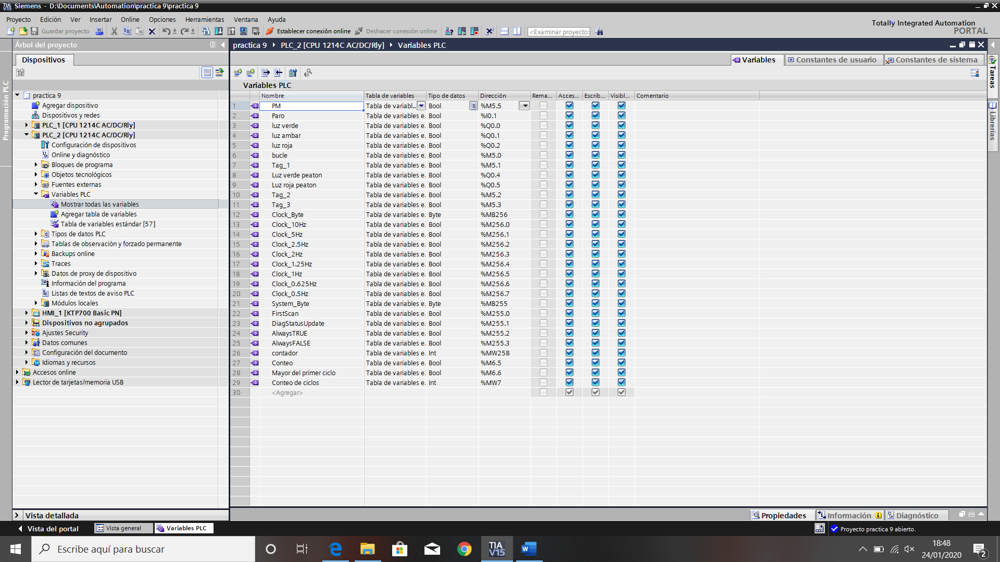 Siemens - D:\Documents\Automation\practica 9\practica 9
Proyecto Edición Ver Insertar Online Opciones Herramientas Ventana Ayuda
Totally Integrated Automation
PORTAL
Guardar proyecto Establecer conexión online Deshacer conexión online <Examinar proyecto>
Árbol del proyecto
practica 9 PLC_2 [CPU 1214C AC/DC/Rly] Variables PLC
Dispositivos
Variables Constantes de usuario Constantes de sistema
Programación PLC
Tareas
Librerías
practica 9
Agregar dispositivo
Dispositivos y redes
PLC_1 [CPU 1214C AC/DC/Rly]
PLC_2 [CPU 1214C AC/DC/Rly]
Configuración de dispositivos
Online y diagnóstico
Bloques de programa
Objetos tecnológicos
Fuentes externas
Variables PLC
Mostrar todas las variables
Agregar tabla de variables
Tabla de variables estándar [57]
Tipos de datos PLC
Tablas de observación y forzado permanente
Backups online
Traces
Datos de proxy de dispositivo
Información del programa
Listas de textos de aviso PLC
Módulos locales
HMI_1 [KTP700 Basic PN]
Dispositivos no agrupados
Ajustes Security
Datos comunes
Configuración del documento
Idiomas y recursos
Accesos online
Lector de tarjetas/memoria USB
Variables PLC
Nombre Tabla de variables Tipo de datos Dirección Rema... Acces... Escrib... Visibl... Comentario
1 PM Tabla de variabl.. Bool %M5.5
2 Paro Tabla de variables e. Bool %I0.1
3 luz verde Tabla de variables e. Bool %Q0.0
4 luz ambar Tabla de variables e. Bool %Q0.1
5 luz roja Tabla de variables e. Bool %Q0.2
6 bucle Tabla de variables e. Bool %M5.0
7 Tag_1 Tabla de variables e. Bool %M5.1
8 Luz verde peaton Tabla de variables e. Bool %Q0.4
9 Luz roja peaton Tabla de variables e. Bool %Q0.5
10 Tag_2 Tabla de variables e. Bool %M5.2
11 Tag_3 Tabla de variables e. Bool %M5.3
12 Clock_Byte Tabla de variables e. Byte %MB256
13 Clock_10Hz Tabla de variables e. Bool %M256.0
14 Clock_5Hz Tabla de variables e. Bool %M256.1
15 Clock_2.5Hz Tabla de variables e. Bool %M256.2
16 Clock_2Hz Tabla de variables e. Bool %M256.3
17 Clock_1.25Hz Tabla de variables e. Bool %M256.4
18 Clock_1Hz Tabla de variables e. Bool %M256.5
19 Clock_0.625Hz Tabla de variables e. Bool %M256.6
20 Clock_0.5Hz Tabla de variables e. Bool %M256.7
21 System_Byte Tabla de variables e. Byte %MB255
22 FirstScan Tabla de variables e. Bool %M255.0
23 DiagStatusUpdate Tabla de variables e. Bool %M255.1
24 AlwaysTRUE Tabla de variables e. Bool %M255.2
25 AlwaysFALSE Tabla de variables e. Bool %M255.3
26 contador Tabla de variables e. Int %MW258
27 Conteo Tabla de variables e. Bool %M6.5
28 Mayor del primer ciclo Tabla de variables e. Bool %M6.6
29 Conteo de ciclos Tabla de variables e. Int %MW7
30 <Agregar>
Vista detallada
Propiedades Información Diagnóstico
Vista del portal Vista general Variables PLC Proyecto practica 9 abierto.
Escribe aquí para buscar
TIA V15
18:48
24/01/2020
2